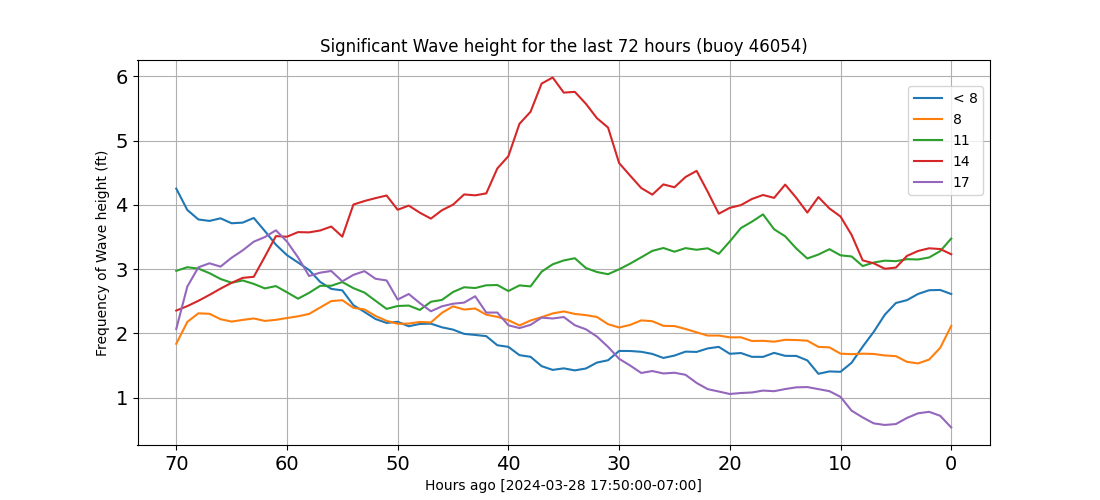 Significant Wave height for the last 72 hours (buoy 46054)
6
5
4
3
2
1
Frequency of Wave height (ft)
< 8
8
11
14
17
70 60 50 40 30 20 10 0
Hours ago [2024-03-28 17:50:00-07:00]